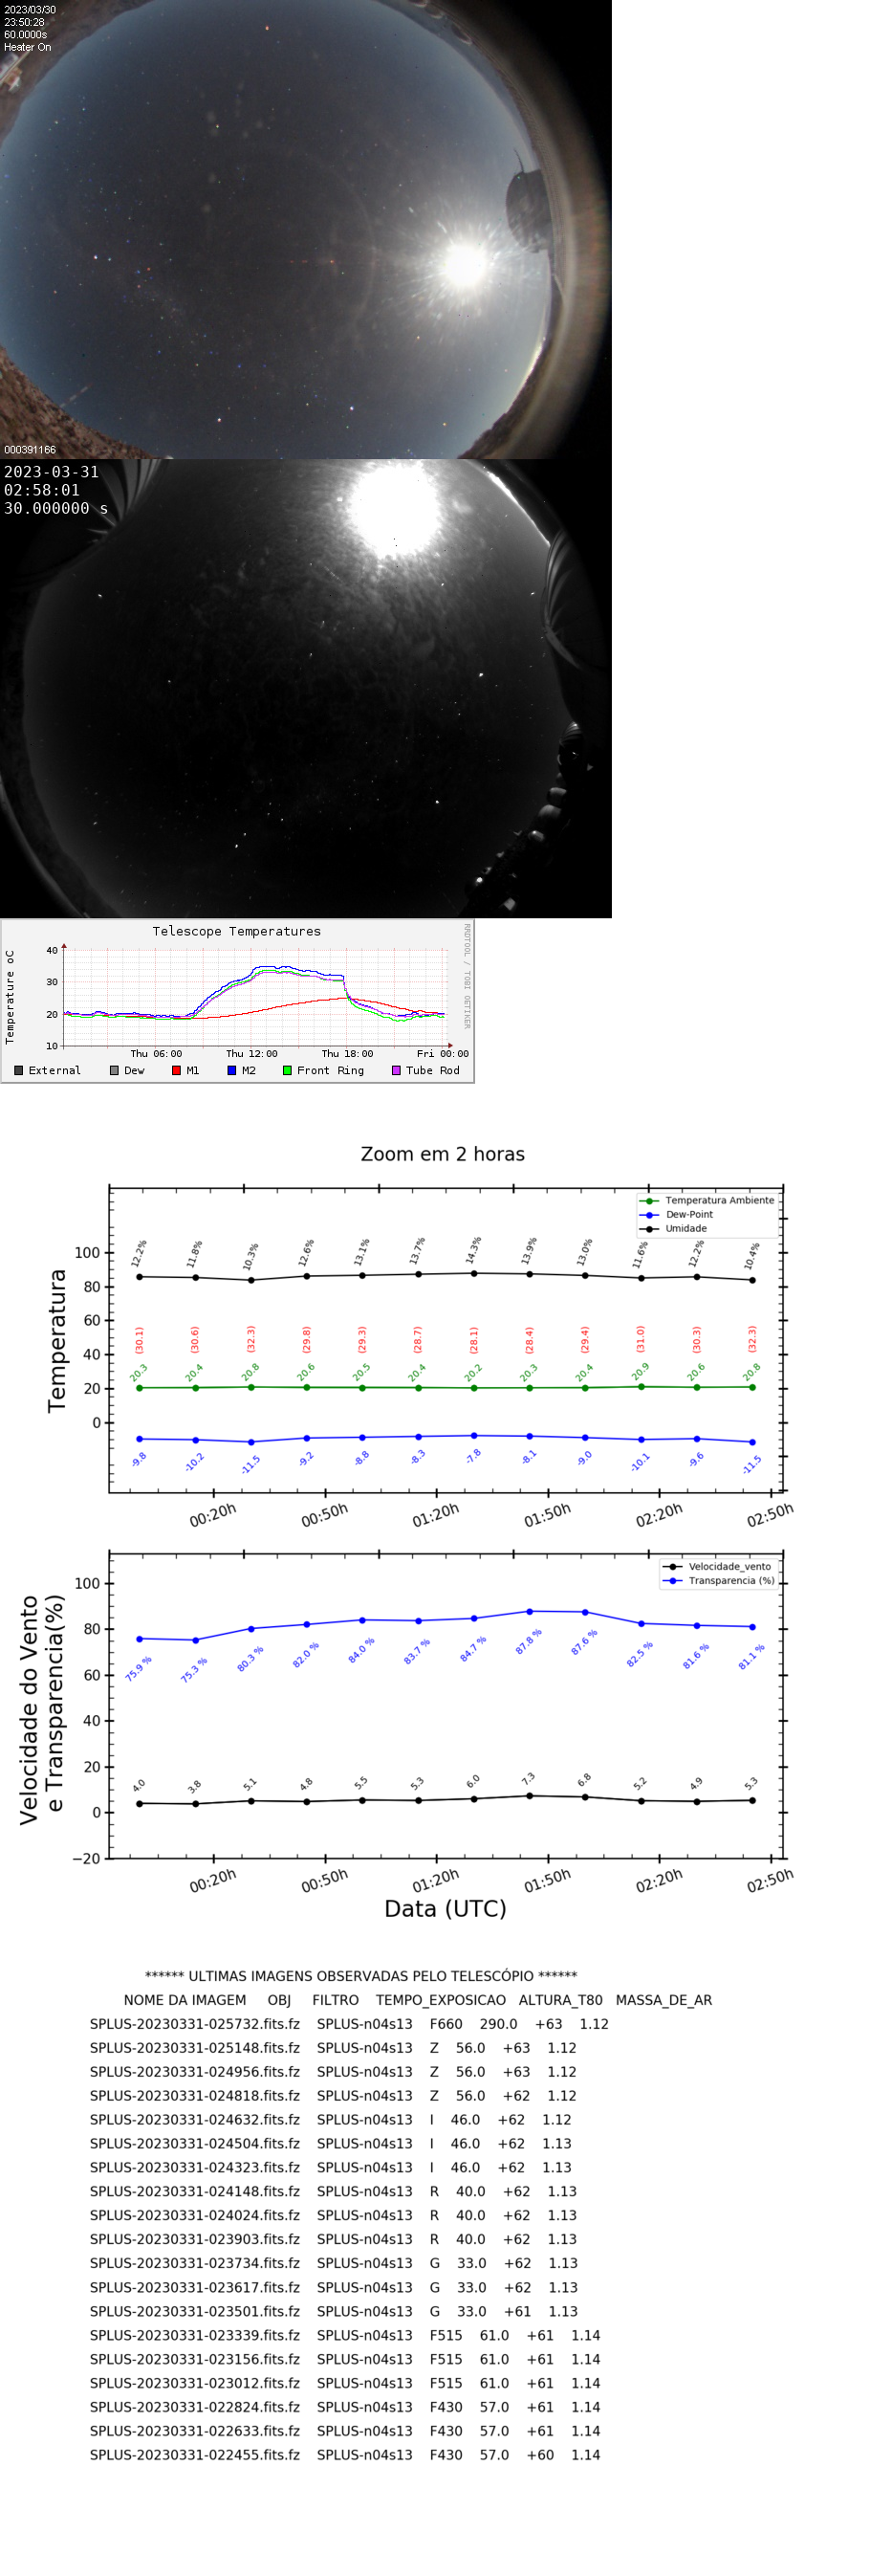 2023/03/30
23:50:28
60.0000s
Heater On
000391166
2023-03-31
02:58:01
30.000000 s
Telescope Temperatures
RRDTOOL / TOBI OETIKER
Temperature oC
40
30
20
10
Thu 06:00 Thu 12:00 Thu 18:00 Fri 00:00
External Dew M1 M2 Front Ring Tube Rod
Zoom em 2 horas
Temperatura Ambiente
Dew-Point
Umidade
Temperatura
100
80
60
40
20
0
12.2% 11.8% 10.3% 12.6% 13.1% 13.7% 14.3% 13.9% 13.0% 11.6% 12.2% 10.4%
(30.1) (30.6) (32.3) (29.8) (29.3) (28.7) (28.1) (28.4) (29.4) (31.0) (30.3) (32.3)
20.3 20.4 20.8 20.6 20.5 20.4 20.2 20.3 20.4 20.9 20.6 20.8
-9.8 -10.2 -11.5 -9.2 -8.8 -8.3 -7.8 -8.1 -9.0 -10.1 -9.6 -11.5
00:20h 00:50h 01:20h 01:50h 02:20h 02:50h
Velocidade_vento
Transparencia (%)
Velocidade do Vento
e Transparencia(%)
100
80
60
40
20
0
−20
75.9 % 75.3 % 80.3 % 82.0 % 84.0 % 83.7 % 84.7 % 87.8 % 87.6 % 82.5 % 81.6 % 81.1 %
4.0 3.8 5.1 4.8 5.5 5.3 6.0 7.3 6.8 5.2 4.9 5.3
00:20h 00:50h 01:20h 01:50h 02:20h 02:50h
Data (UTC)
****** ULTIMAS IMAGENS OBSERVADAS PELO TELESCÓPIO ******
NOME DA IMAGEM OBJ FILTRO TEMPO_EXPOSICAO ALTURA_T80 MASSA_DE_AR
SPLUS-20230331-025732.fits.fz SPLUS-n04s13 F660 290.0 +63 1.12
SPLUS-20230331-025148.fits.fz SPLUS-n04s13 Z 56.0 +63 1.12
SPLUS-20230331-024956.fits.fz SPLUS-n04s13 Z 56.0 +63 1.12
SPLUS-20230331-024818.fits.fz SPLUS-n04s13 Z 56.0 +62 1.12
SPLUS-20230331-024632.fits.fz SPLUS-n04s13 I 46.0 +62 1.12
SPLUS-20230331-024504.fits.fz SPLUS-n04s13 I 46.0 +62 1.13
SPLUS-20230331-024323.fits.fz SPLUS-n04s13 I 46.0 +62 1.13
SPLUS-20230331-024148.fits.fz SPLUS-n04s13 R 40.0 +62 1.13
SPLUS-20230331-024024.fits.fz SPLUS-n04s13 R 40.0 +62 1.13
SPLUS-20230331-023903.fits.fz SPLUS-n04s13 R 40.0 +62 1.13
SPLUS-20230331-023734.fits.fz SPLUS-n04s13 G 33.0 +62 1.13
SPLUS-20230331-023617.fits.fz SPLUS-n04s13 G 33.0 +62 1.13
SPLUS-20230331-023501.fits.fz SPLUS-n04s13 G 33.0 +61 1.13
SPLUS-20230331-023339.fits.fz SPLUS-n04s13 F515 61.0 +61 1.14
SPLUS-20230331-023156.fits.fz SPLUS-n04s13 F515 61.0 +61 1.14
SPLUS-20230331-023012.fits.fz SPLUS-n04s13 F515 61.0 +61 1.14
SPLUS-20230331-022824.fits.fz SPLUS-n04s13 F430 57.0 +61 1.14
SPLUS-20230331-022633.fits.fz SPLUS-n04s13 F430 57.0 +61 1.14
SPLUS-20230331-022455.fits.fz SPLUS-n04s13 F430 57.0 +60 1.14